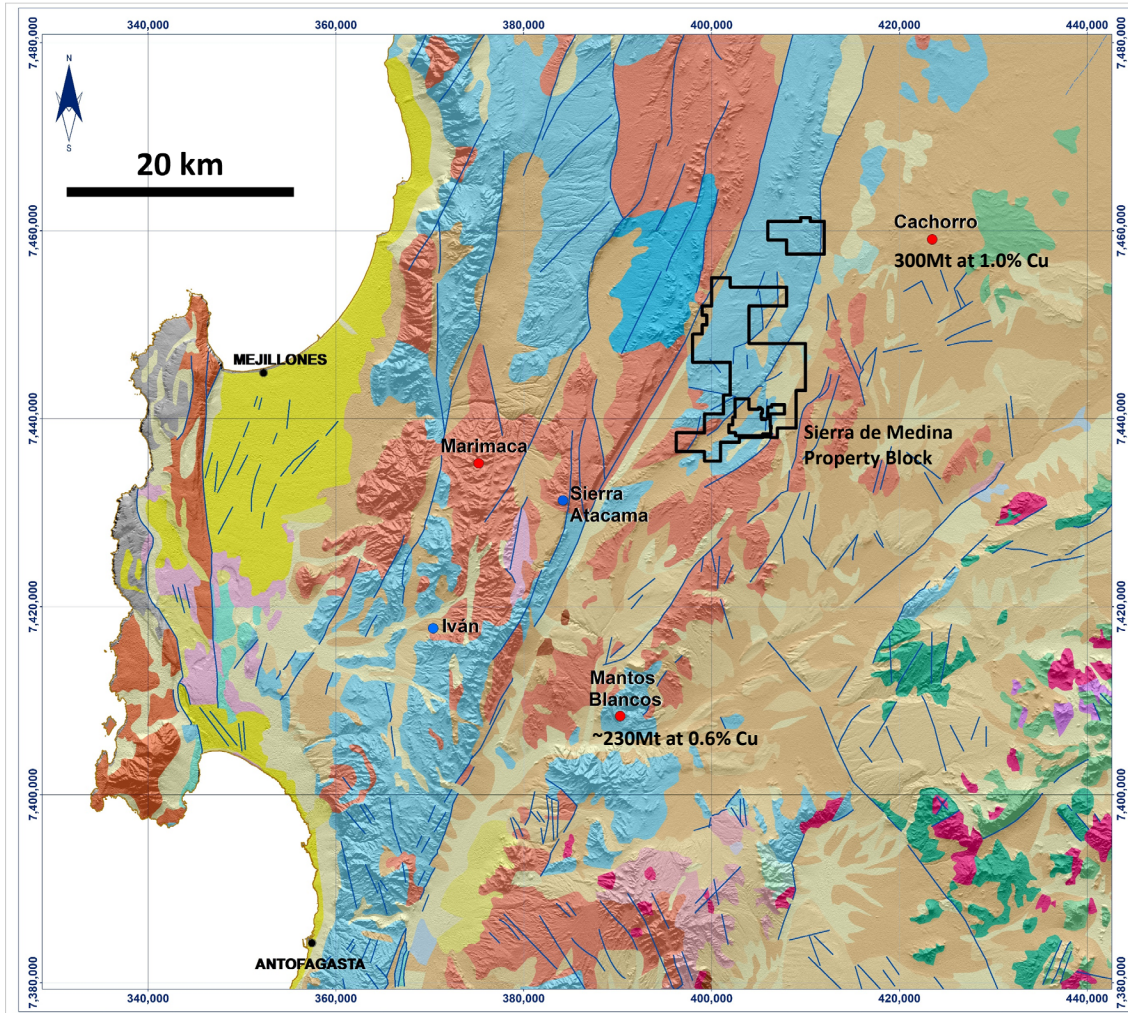 340,000 360,000 380,000 400,000 420,000 440,000
7,480,000 7,480,000
N
S
20 km
7,460,000 7,460,000
Cachorro
300Mt at 1.0% Cu
MEJILLONES
7,440,000 7,440,000
Marimaca
Sierra de Medina
Property Block
Sierra
Atacama
7,420,000 7,420,000
Iván
Mantos
Blancos
~230Mt at 0.6% Cu
7,400,000 7,400,000
ANTOFAGASTA
7,380,000 7,380,000
340,000 360,000 380,000 400,000 420,000 440,000